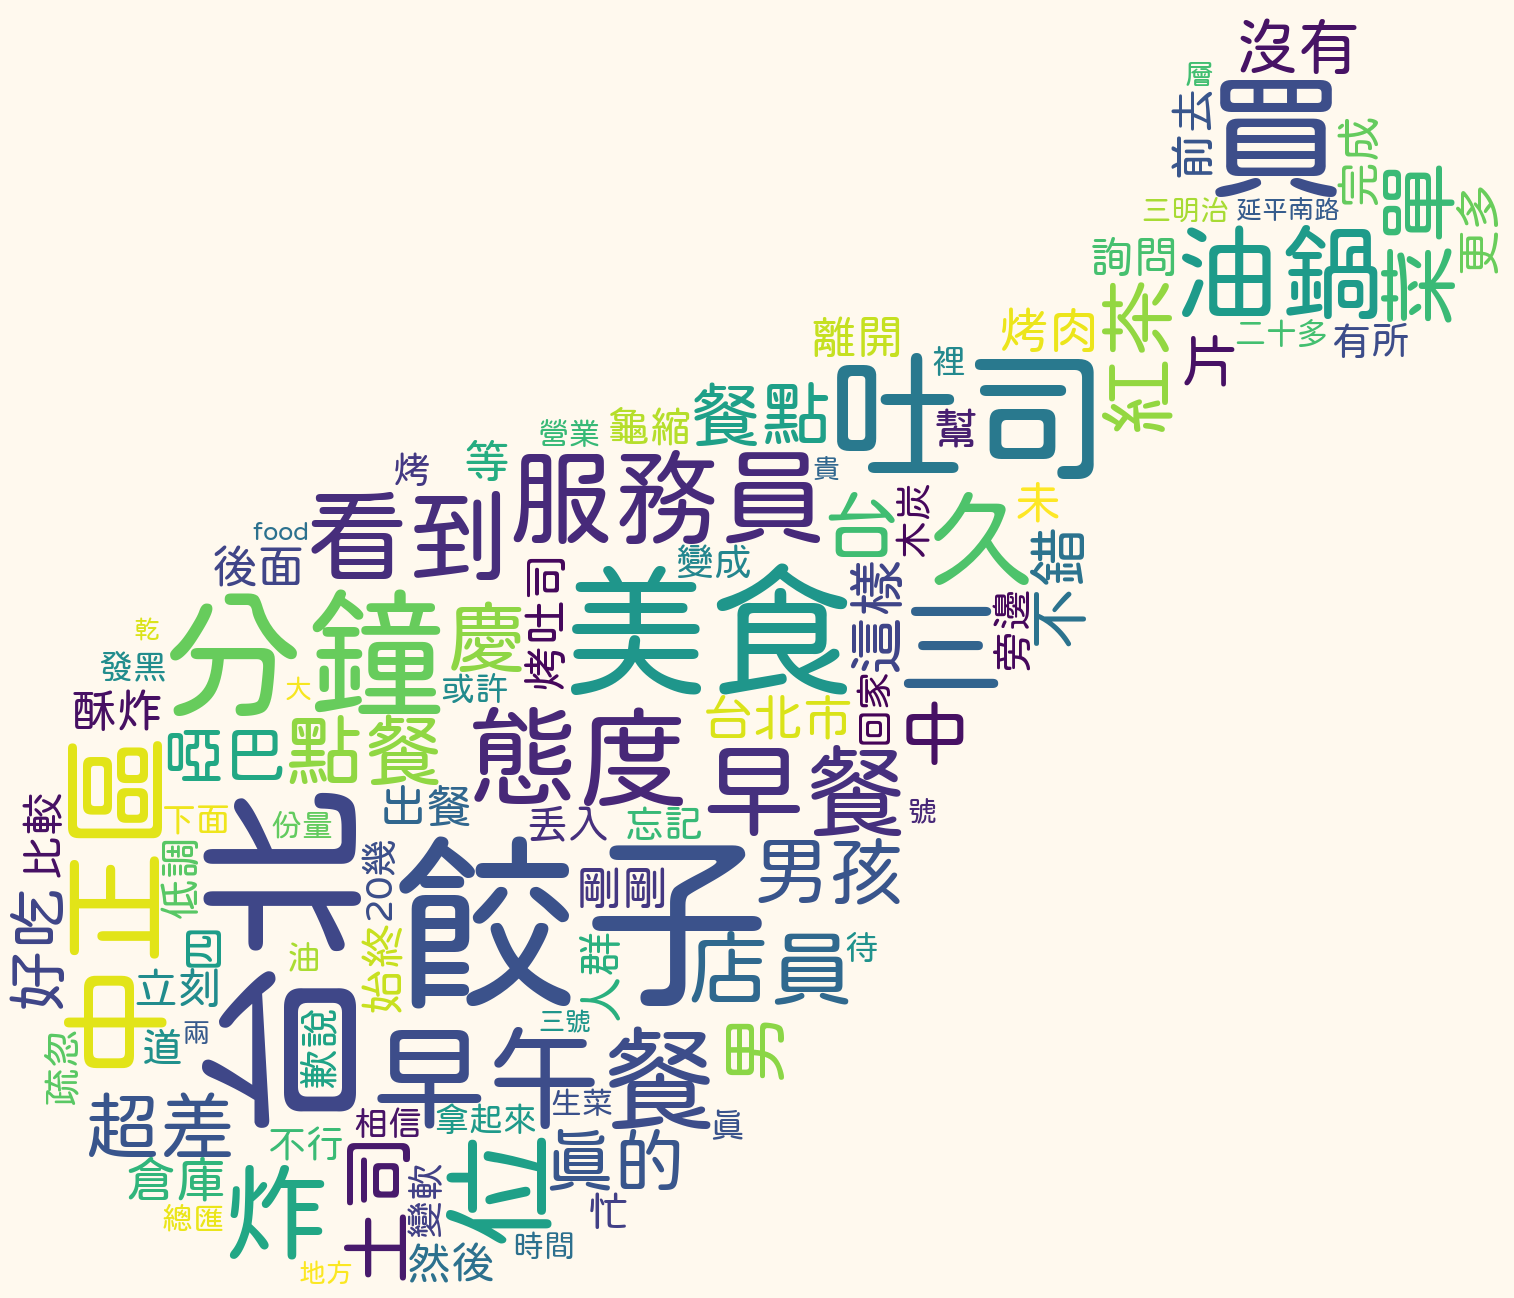 沒有
層
買
前去
完成
三明治
延平南路
菜單
更多
詢問
油鍋
紅茶
二十多
有所
片
烤肉
離開
裡
吐司
幫
餐點
龜縮
營業
等
烤
服務員
貴
看到
food
後面
台
木炭
久
未
不錯
變成
美食
烤吐司
這樣
三
旁邊
分鐘
慶
乾
發黑
大
或許
酥炸
回家
中
台北市
態度
啞巴
點餐
早餐
號
中正區
出餐
丟入
忘記
比較
下面
份量
六個
20幾
餃子
剛剛
男孩
低調
好吃
四
油
始終
人群
店員
待
立刻
道
兩
歉說
三號
早午餐
男
疏忽
超差
相信
拿起來
生菜
真
不行
倉庫
炸
土司
變軟
位
真的
忙
總匯
然後
時間
地方